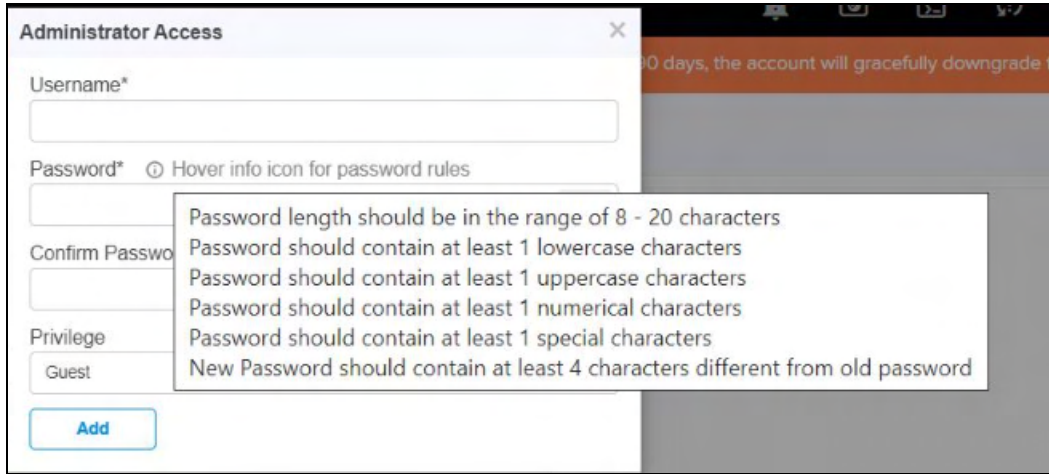 Administrator Access
90 days, the account will gracefully downgrade
Username*
Password* Hover info icon for password rules
Password length should be in the range of 8 - 20 characters
Password should contain at least 1 lowercase characters
Confirm Passwo
Password should contain at least 1 uppercase characters
Password should contain at least 1 numerical characters
Password should contain at least 1 special characters
Privilege
New Password should contain at least 4 characters different from old password
Guest
Add